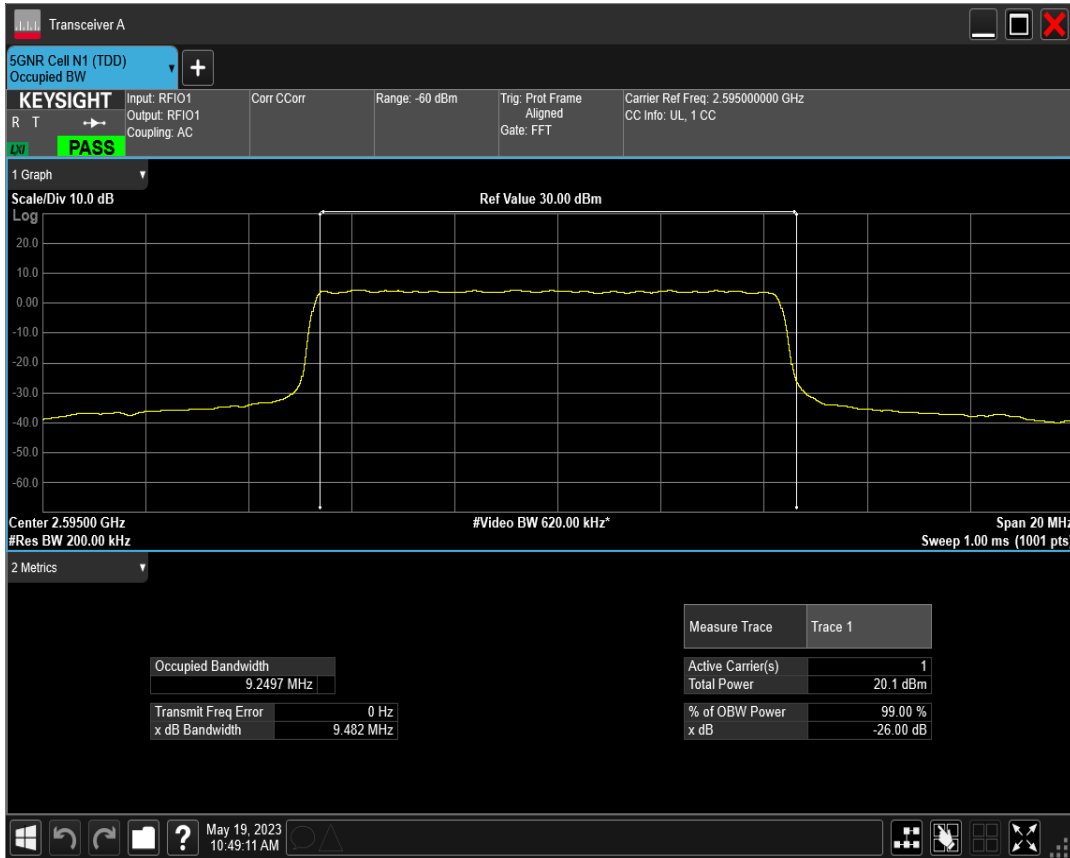 Transceiver A
5GNR Cell N1 (TDD)
Occupied BW
+
KEYSIGHT
R T
LXI
PASS
Input: RFIO1
Output: RFIO1
Coupling: AC
Corr CCorr
Range: -60 dBm
Trig: Prot Frame
Aligned
Gate: FFT
Carrier Ref Freq: 2.595000000 GHz
CC Info: UL, 1 CC
1 Graph
Scale/Div 10.0 dB
Ref Value 30.00 dBm
Log
20.0
10.0
0.00
-10.0
-20.0
-30.0
-40.0
-50.0
-60.0
Center 2.59500 GHz
#Video BW 620.00 kHz*
Span 20 MHz
#Res BW 200.00 kHz
Sweep 1.00 ms (1001 pts)
2 Metrics
Measure Trace Trace 1
Occupied Bandwidth
9.2497 MHz
Transmit Freq Error 0 Hz
x dB Bandwidth 9.482 MHz
Active Carrier(s) 1
Total Power 20.1 dBm
% of OBW Power 99.00 %
x dB -26.00 dB
?
May 19, 2023
10:49:11 AM